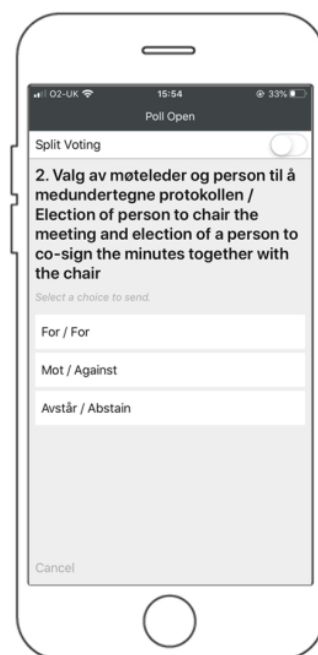 O2-UK 15:54 33%
Poll Open
Split Voting
2. Valg av møteleder og person til å
medundertegne protokollen /
Election of person to chair the
meeting and election of a person to
co-sign the minutes together with
the chair
Select a choice to send.
For / For
Mot / Against
Avstår / Abstain
Cancel